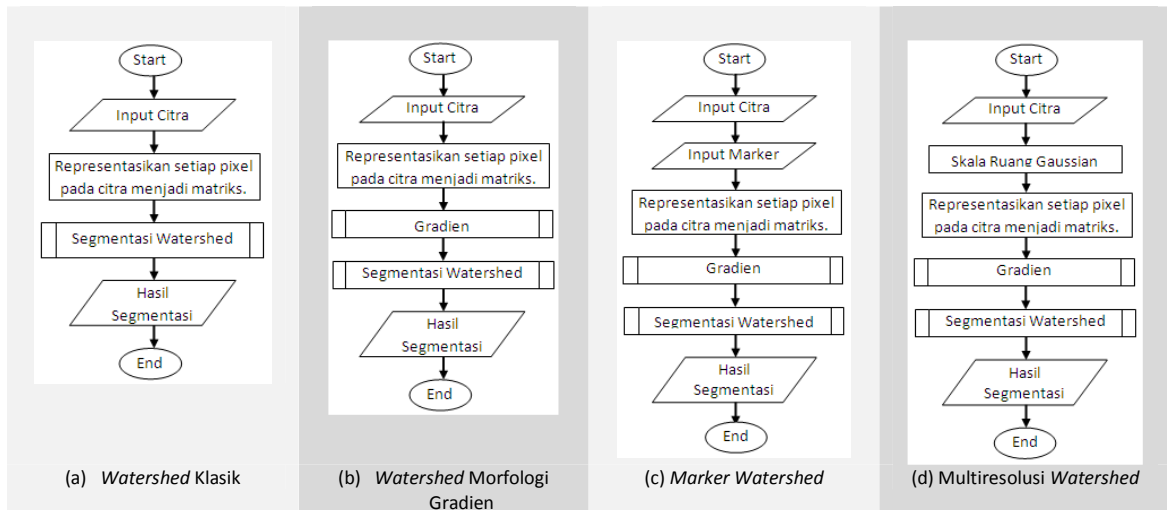 Start
Input Citra
Representasikan setiap pixel
pada citra menjadi matriks.
Segmentasi Watershed
Hasil
Segmentasi
End
(a) Watershed Klasik
Start
Input Citra
Representasikan setiap pixel
pada citra menjadi matriks.
Gradien
Segmentasi Watershed
Hasil
Segmentasi
End
(b) Watershed Morfologi
Gradien
Start
Input Citra
Input Marker
Representasikan setiap pixel
pada citra menjadi matriks.
Gradien
Segmentasi Watershed
Hasil
Segmentasi
End
(c) Marker Watershed
Start
Input Citra
Skala Ruang Gaussian
Representasikan setiap pixel
pada citra menjadi matriks.
Gradien
Segmentasi Watershed
Hasil
Segmentasi
End
(d) Multiresolusi Watershed